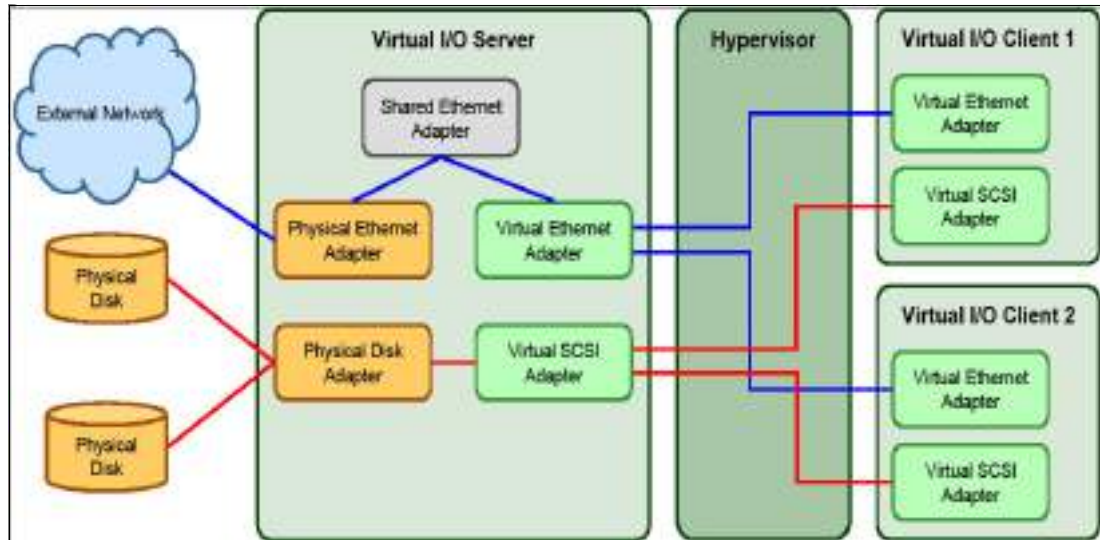 External Network
Physical
Disk
Physical
Disk
Virtual I/O Server
Shared Ethernet
Adapter
Physical Ethernet
Adapter
Virtual Ethernet
Adapter
Physical Disk
Adapter
Virtual SCSI
Adapter
Hypervisor
Virtual I/O Client 1
Virtual Ethernet
Adapter
Virtual SCSI
Adapter
Virtual I/O Client 2
Virtual Ethernet
Adapter
Virtual SCSI
Adapter